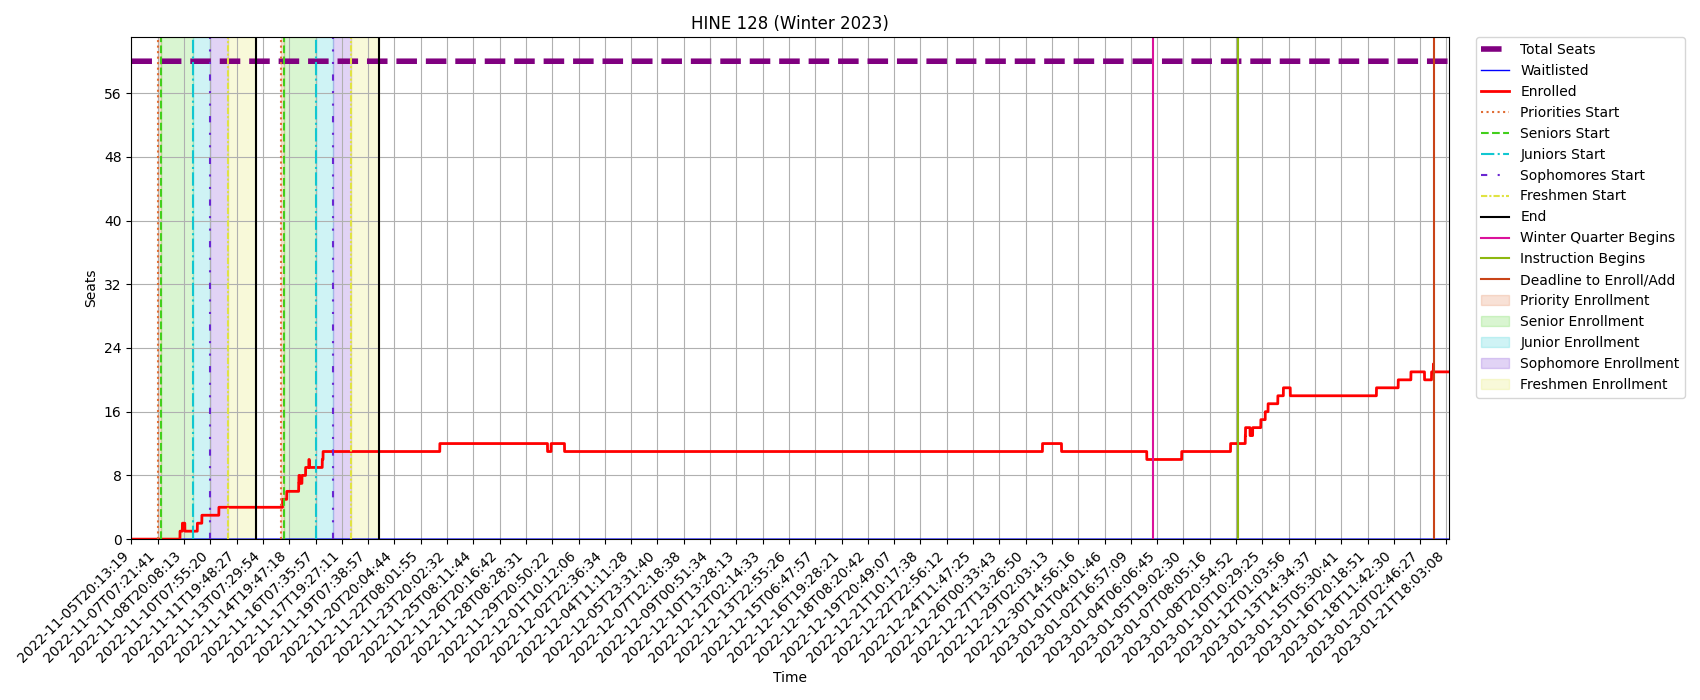 HINE 128 (Winter 2023)
Seats
56
48
40
32
24
16
8
0
2022-11-05T20:13:19
2022-11-07T07:21:41
2022-11-08T20:08:13
2022-11-10T07:55:20
2022-11-11T19:48:27
2022-11-13T07:29:54
2022-11-14T19:47:18
2022-11-16T07:35:57
2022-11-17T19:27:11
2022-11-19T07:38:57
2022-11-20T20:04:44
2022-11-22T08:01:55
2022-11-23T20:02:32
2022-11-25T08:11:44
2022-11-26T20:16:42
2022-11-28T08:28:31
2022-11-29T20:50:22
2022-12-01T10:12:06
2022-12-02T22:36:34
2022-12-04T11:11:28
2022-12-05T23:31:40
2022-12-07T12:18:38
2022-12-09T00:51:34
2022-12-10T13:28:13
2022-12-12T02:14:33
2022-12-13T22:55:26
2022-12-15T06:47:57
2022-12-16T19:28:21
2022-12-18T08:20:42
2022-12-19T20:49:07
2022-12-21T10:17:38
2022-12-22T22:56:12
2022-12-24T11:47:25
2022-12-26T00:33:43
2022-12-27T13:26:50
2022-12-29T02:03:13
2022-12-30T14:56:16
2023-01-01T04:01:46
2023-01-02T16:57:09
2023-01-04T06:06:45
2023-01-05T19:02:30
2023-01-07T08:05:16
2023-01-08T20:54:52
2023-01-10T10:29:25
2023-01-12T01:03:56
2023-01-13T14:34:37
2023-01-15T05:30:41
2023-01-16T20:18:51
2023-01-18T11:42:30
2023-01-20T02:46:27
2023-01-21T18:03:08
Time
Total Seats
Waitlisted
Enrolled
Priorities Start
Seniors Start
Juniors Start
Sophomores Start
Freshmen Start
End
Winter Quarter Begins
Instruction Begins
Deadline to Enroll/Add
Priority Enrollment
Senior Enrollment
Junior Enrollment
Sophomore Enrollment
Freshmen Enrollment